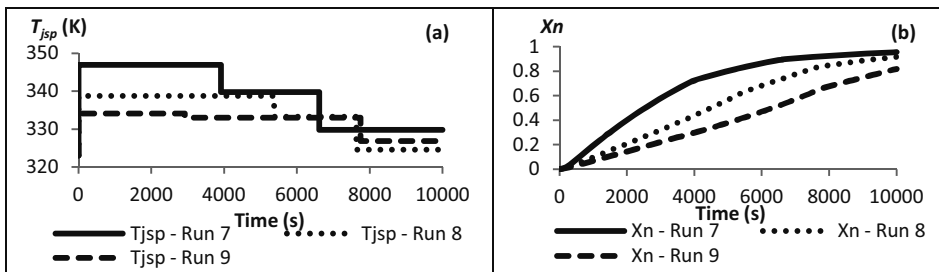 T_jsp (K)
(a)
350
340
330
320
0
2000
4000
6000
8000
10000
Time (s)
Tjsp - Run 7
Tjsp - Run 8
Tjsp - Run 9
Xn
(b)
1
0.8
0.6
0.4
0.2
0
0
2000
4000
6000
8000
10000
Time (s)
Xn - Run 7
Xn - Run 8
Xn - Run 9